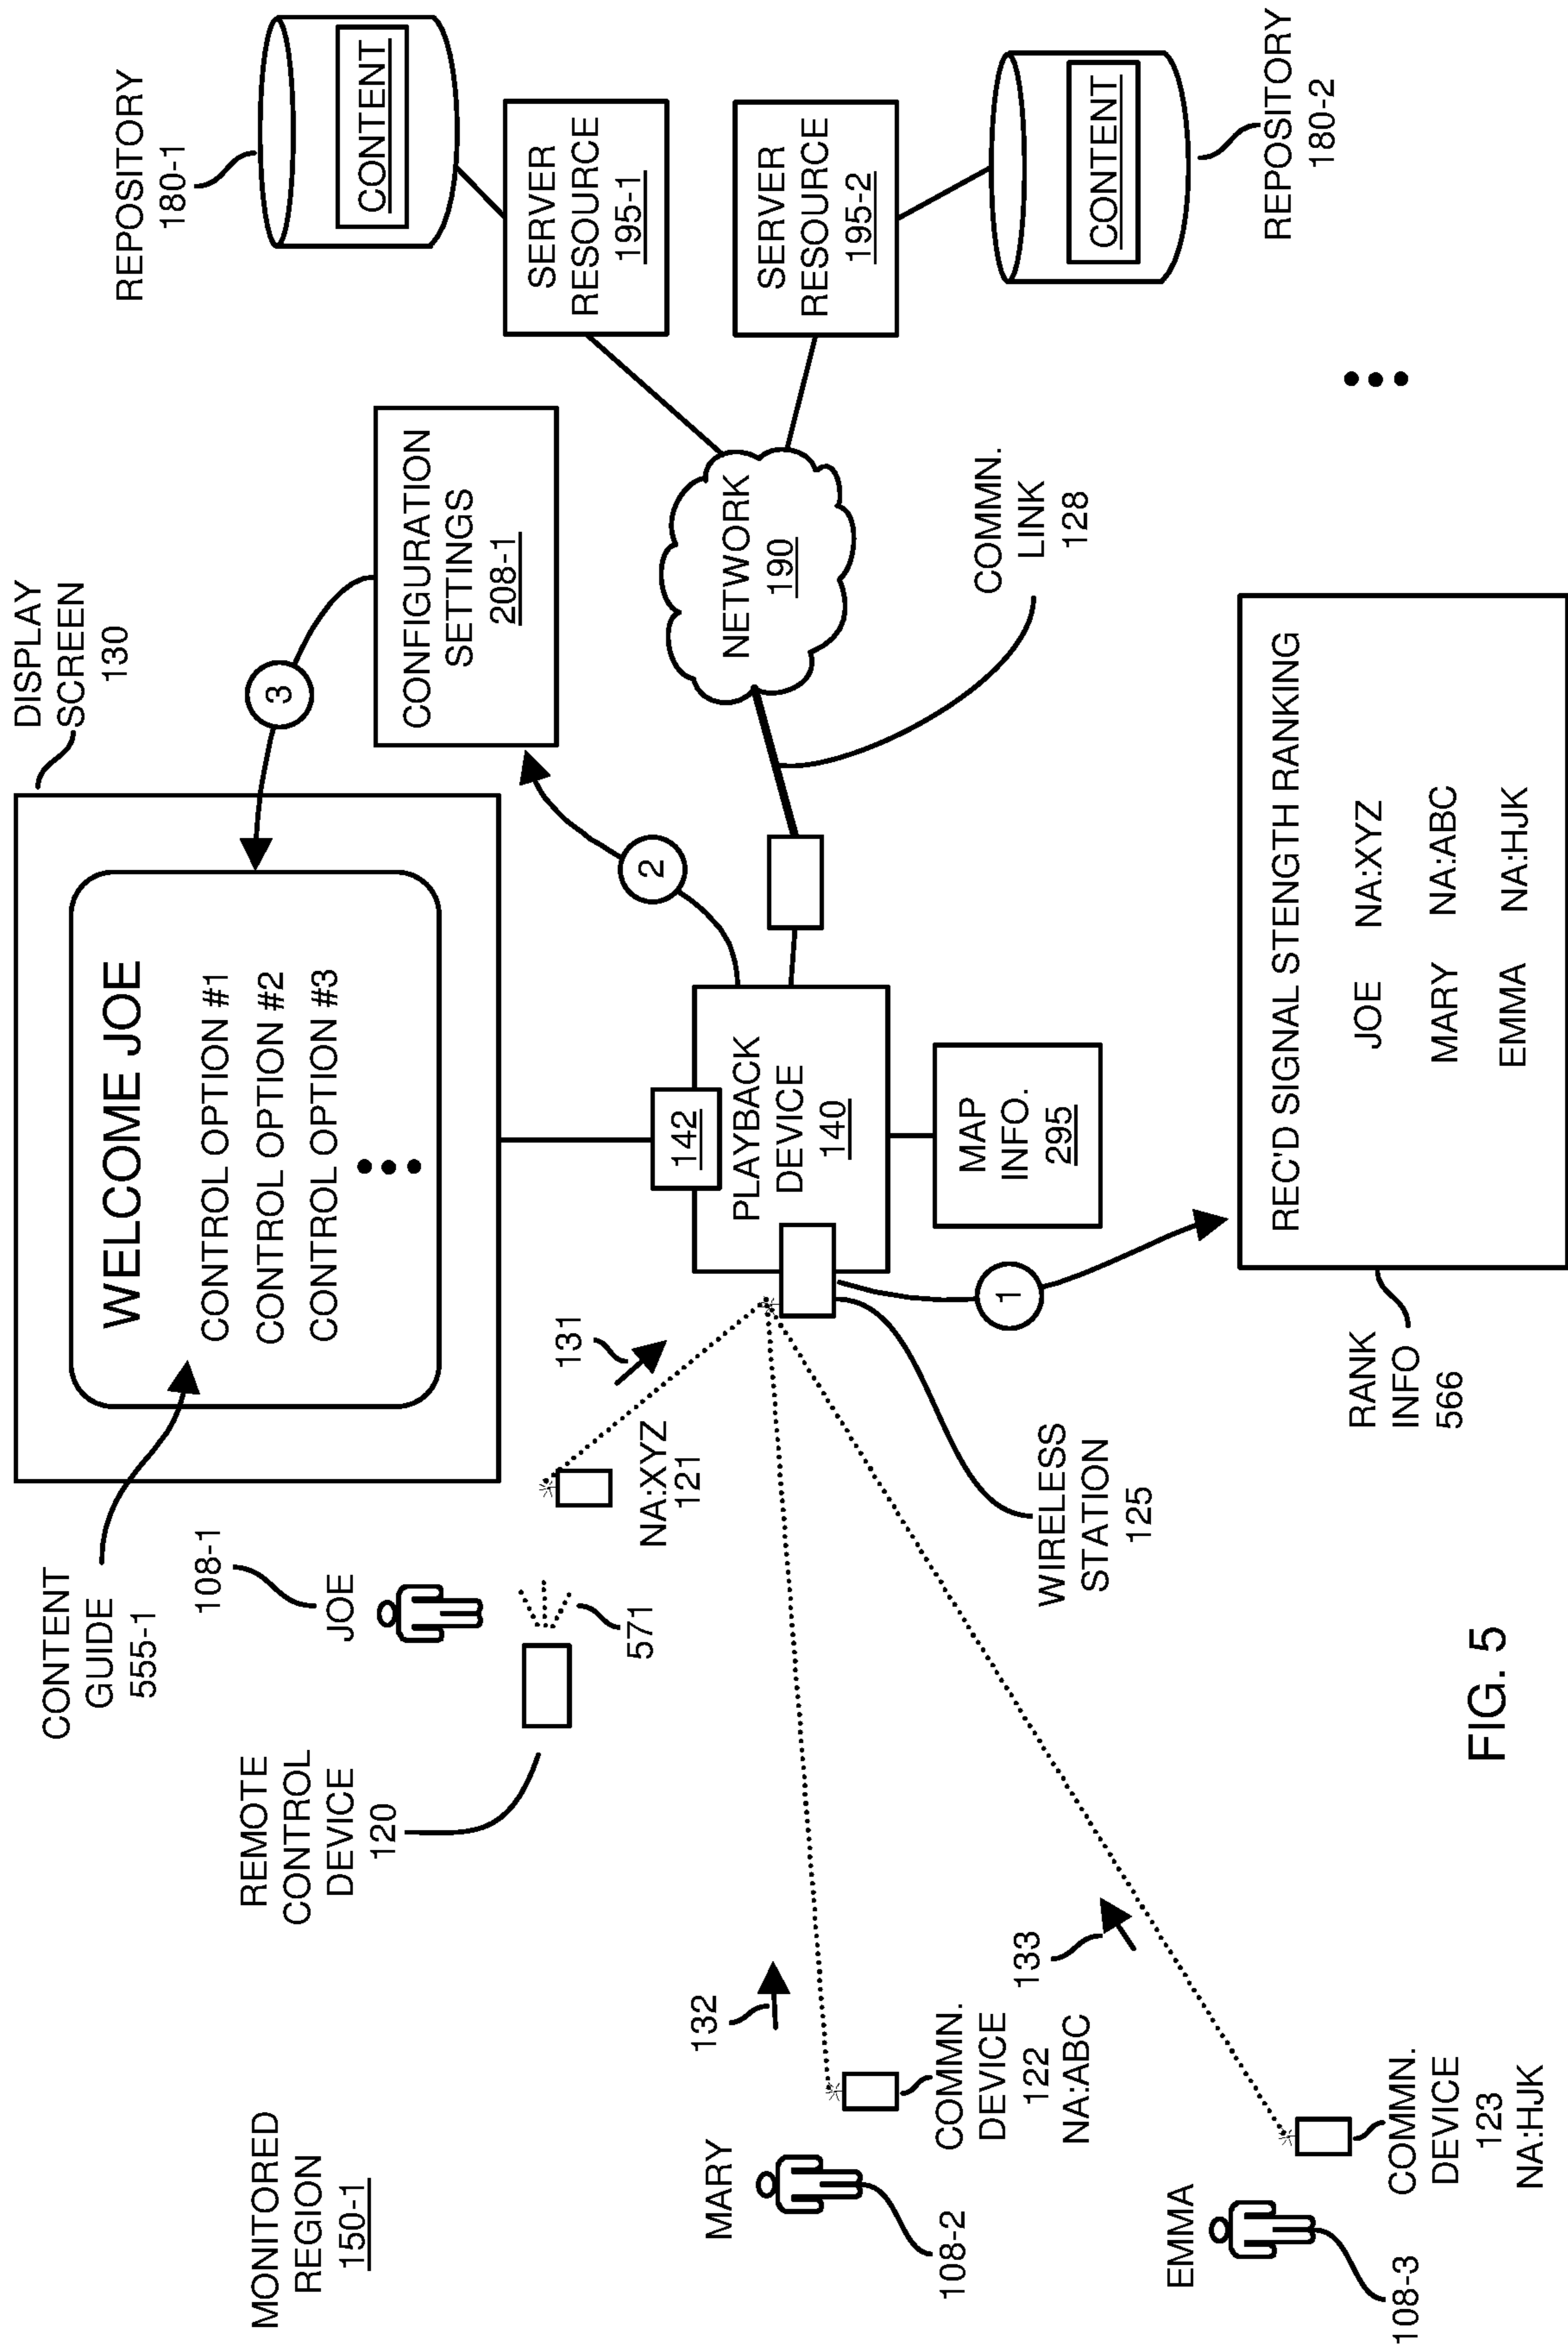 MONITORED
REGION
150-1
REMOTE
CONTROL
DEVICE
120
CONTENT
GUIDE
555-1
108-1
JOE
571
DISPLAY
SCREEN
130
WELCOME JOE
CONTROL OPTION #1
CONTROL OPTION #2
CONTROL OPTION #3
3
CONFIGURATION
SETTINGS
208-1
REPOSITORY
180-1
CONTENT
SERVER
RESOURCE
195-1
SERVER
RESOURCE
195-2
CONTENT
REPOSITORY
180-2
NETWORK
190
COMMN.
LINK
128
2
142
PLAYBACK
DEVICE
140
MAP
INFO.
295
131
NA:XYZ
121
WIRELESS
STATION
125
1
132
133
MARY
108-2
COMMN.
DEVICE
122
NA:ABC
EMMA
108-3
COMMN.
DEVICE
123
NA:HJK
RANK
INFO
566
REC'D SIGNAL STENGTH RANKING
JOE NA:XYZ
MARY NA:ABC
EMMA NA:HJK
FIG. 5